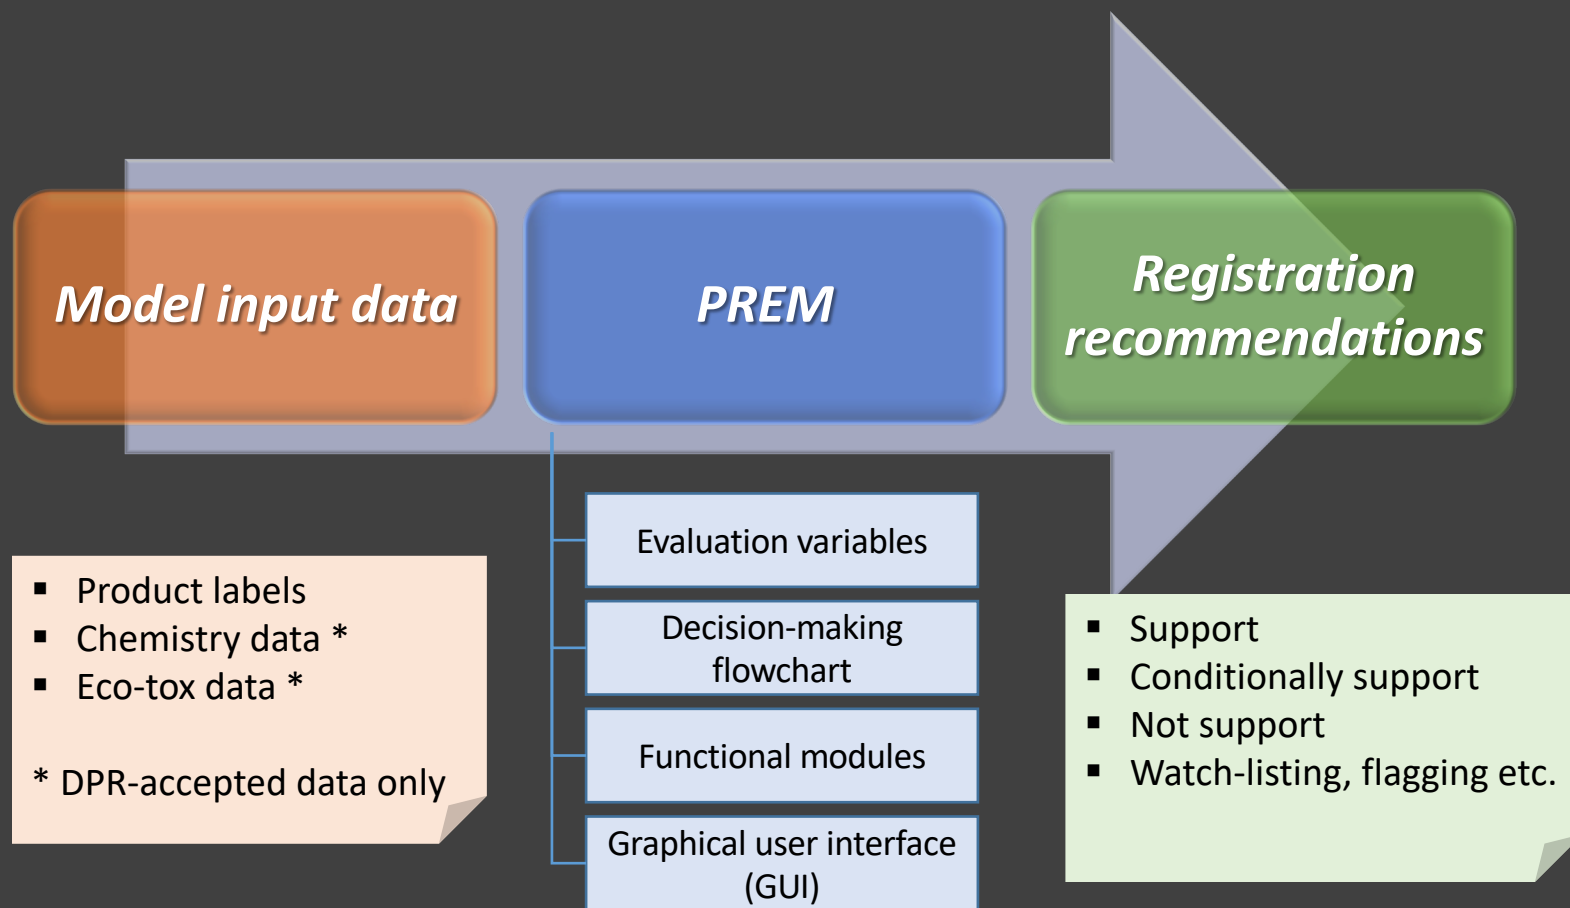 Model input data
PREM
Registration
recommendations
▪ Product labels
▪ Chemistry data *
▪ Eco-tox data *
* DPR-accepted data only
Evaluation variables
Decision-making
flowchart
Functional modules
Graphical user interface
(GUI)
▪ Support
▪ Conditionally support
▪ Not support
▪ Watch-listing, flagging etc.